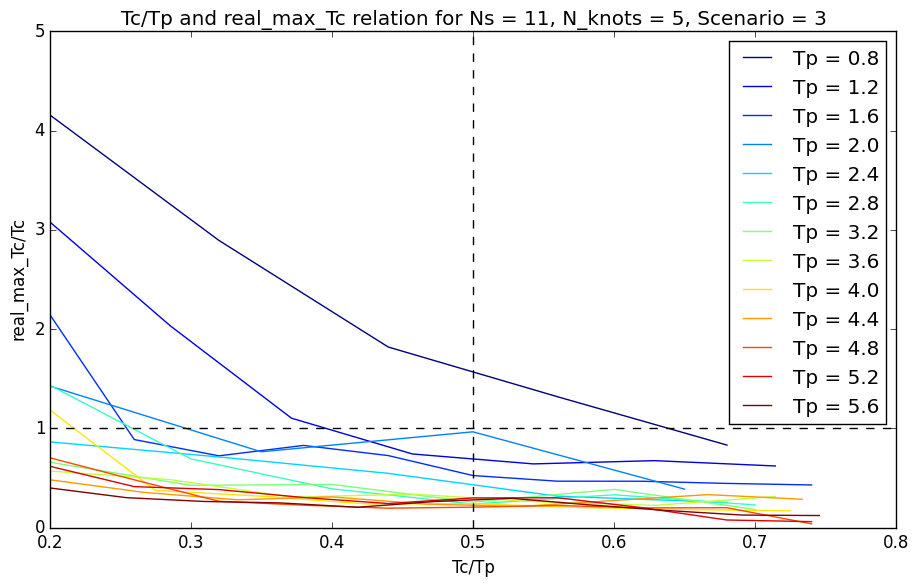 Tc/Tp and real_max_Tc relation for Ns = 11, N_knots = 5, Scenario = 3
5
4
3
2
1
0
real_max_Tc/Tc
Tp = 0.8
Tp = 1.2
Tp = 1.6
Tp = 2.0
Tp = 2.4
Tp = 2.8
Tp = 3.2
Tp = 3.6
Tp = 4.0
Tp = 4.4
Tp = 4.8
Tp = 5.2
Tp = 5.6
0.2 0.3 0.4 0.5 0.6 0.7 0.8
Tc/Tp